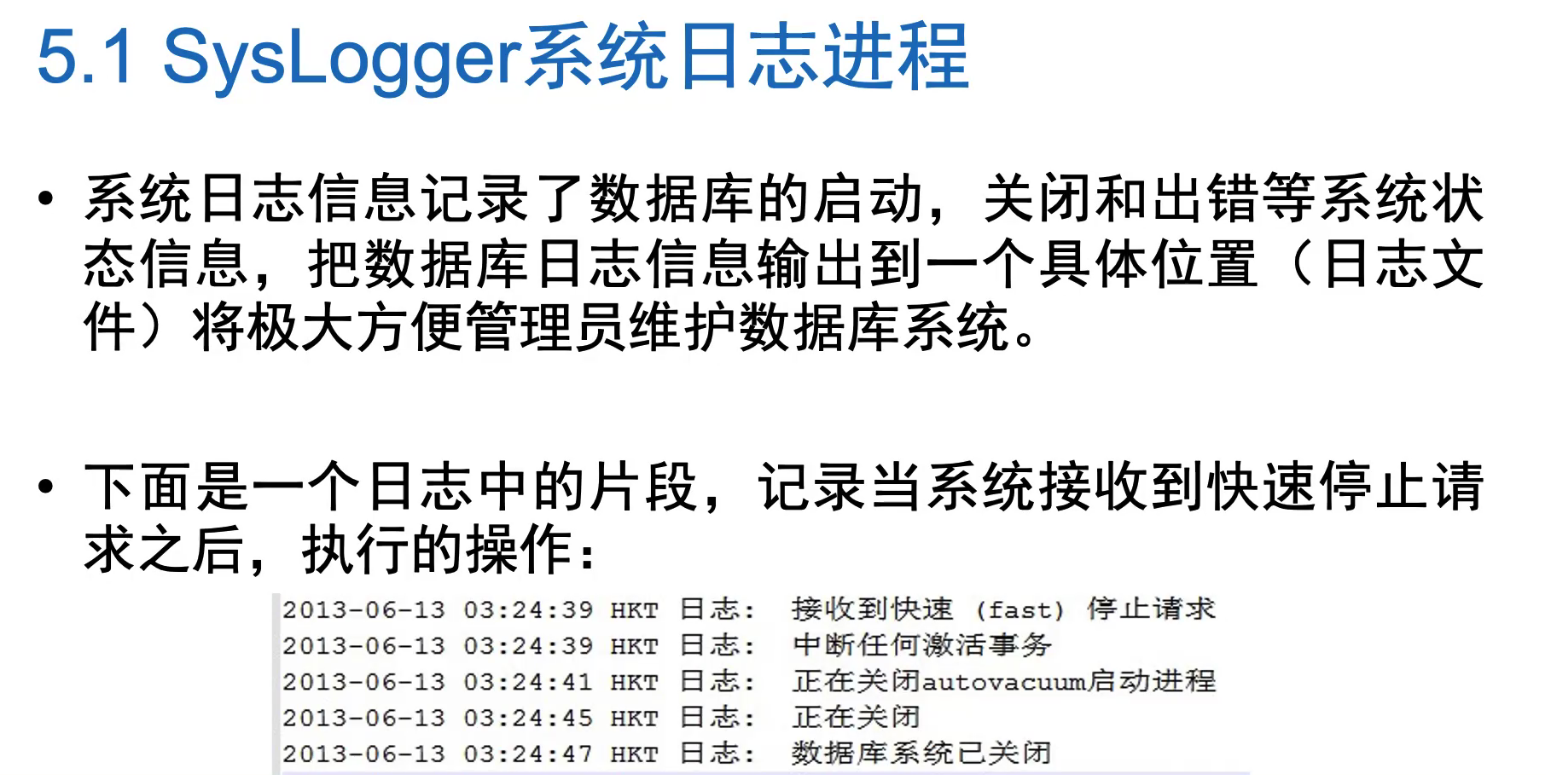 5.1 SysLogger系统日志进程
• 系统日志信息记录了数据库的启动，关闭和出错等系统状
态信息，把数据库日志信息输出到一个具体位置（日志文
件）将极大方便管理员维护数据库系统。
• 下面是一个日志中的片段，记录当系统接收到快速停止请
求之后，执行的操作：
2013-06-13 03:24:39 HKT 日志： 接收到快速 (fast) 停止请求
2013-06-13 03:24:39 HKT 日志： 中断任何激活事务
2013-06-13 03:24:41 HKT 日志： 正在关闭autovacuum启动进程
2013-06-13 03:24:45 HKT 日志： 正在关闭
2013-06-13 03:24:47 HKT 日志： 数据库系统已关闭